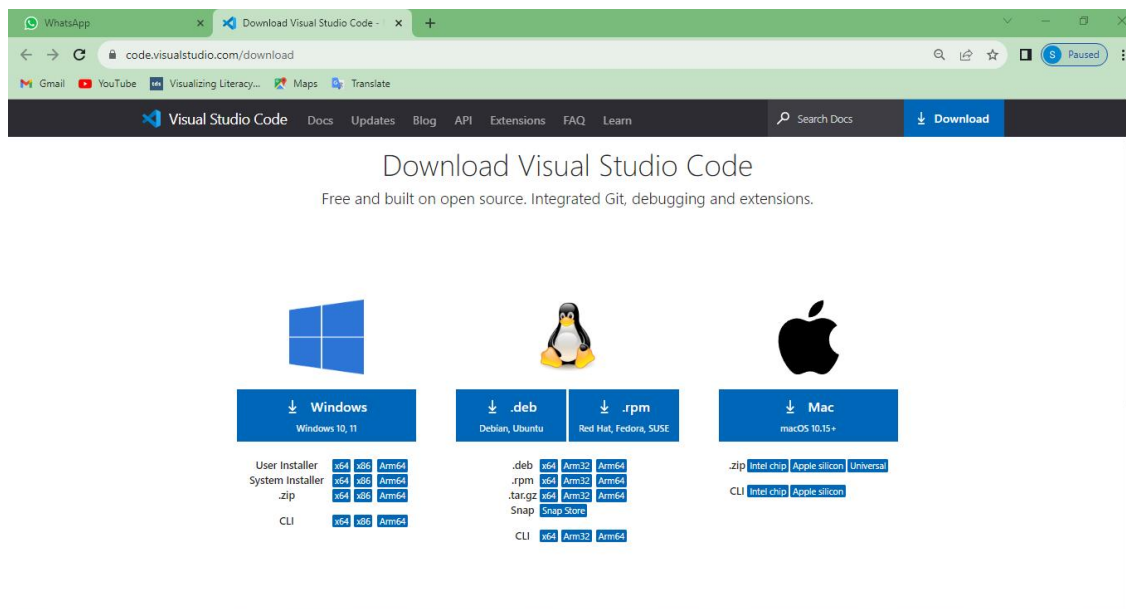 WhatsApp
Download Visual Studio Code -
code.visualstudio.com/download
S Paused
Gmail YouTube tds Visualizing Literacy... Maps Translate
Visual Studio Code Docs Updates Blog API Extensions FAQ Learn Search Docs Download
Download Visual Studio Code
Free and built on open source. Integrated Git, debugging and extensions.
Windows
Windows 10, 11
User Installer x64 x86 Arm64
System Installer x64 x86 Arm64
.zip x64 x86 Arm64
CLI x64 x86 Arm64
.deb
Debian, Ubuntu
.rpm
Red Hat, Fedora, SUSE
.deb x64 Arm32 Arm64
.rpm x64 Arm32 Arm64
.tar.gz x64 Arm32 Arm64
Snap Snap Store
CLI x64 Arm32 Arm64
Mac
macOS 10.15+
.zip Intel chip Apple silicon Universal
CLI Intel chip Apple silicon